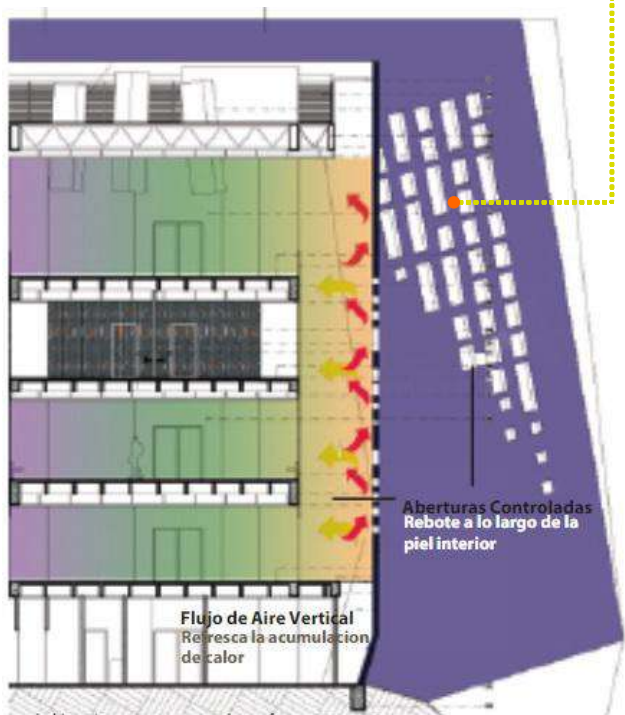 Aberturas Controladas
Rebote a lo largo de la
piel interior
Flujo de Aire Vertical
Refresca la acumulacion
de calor